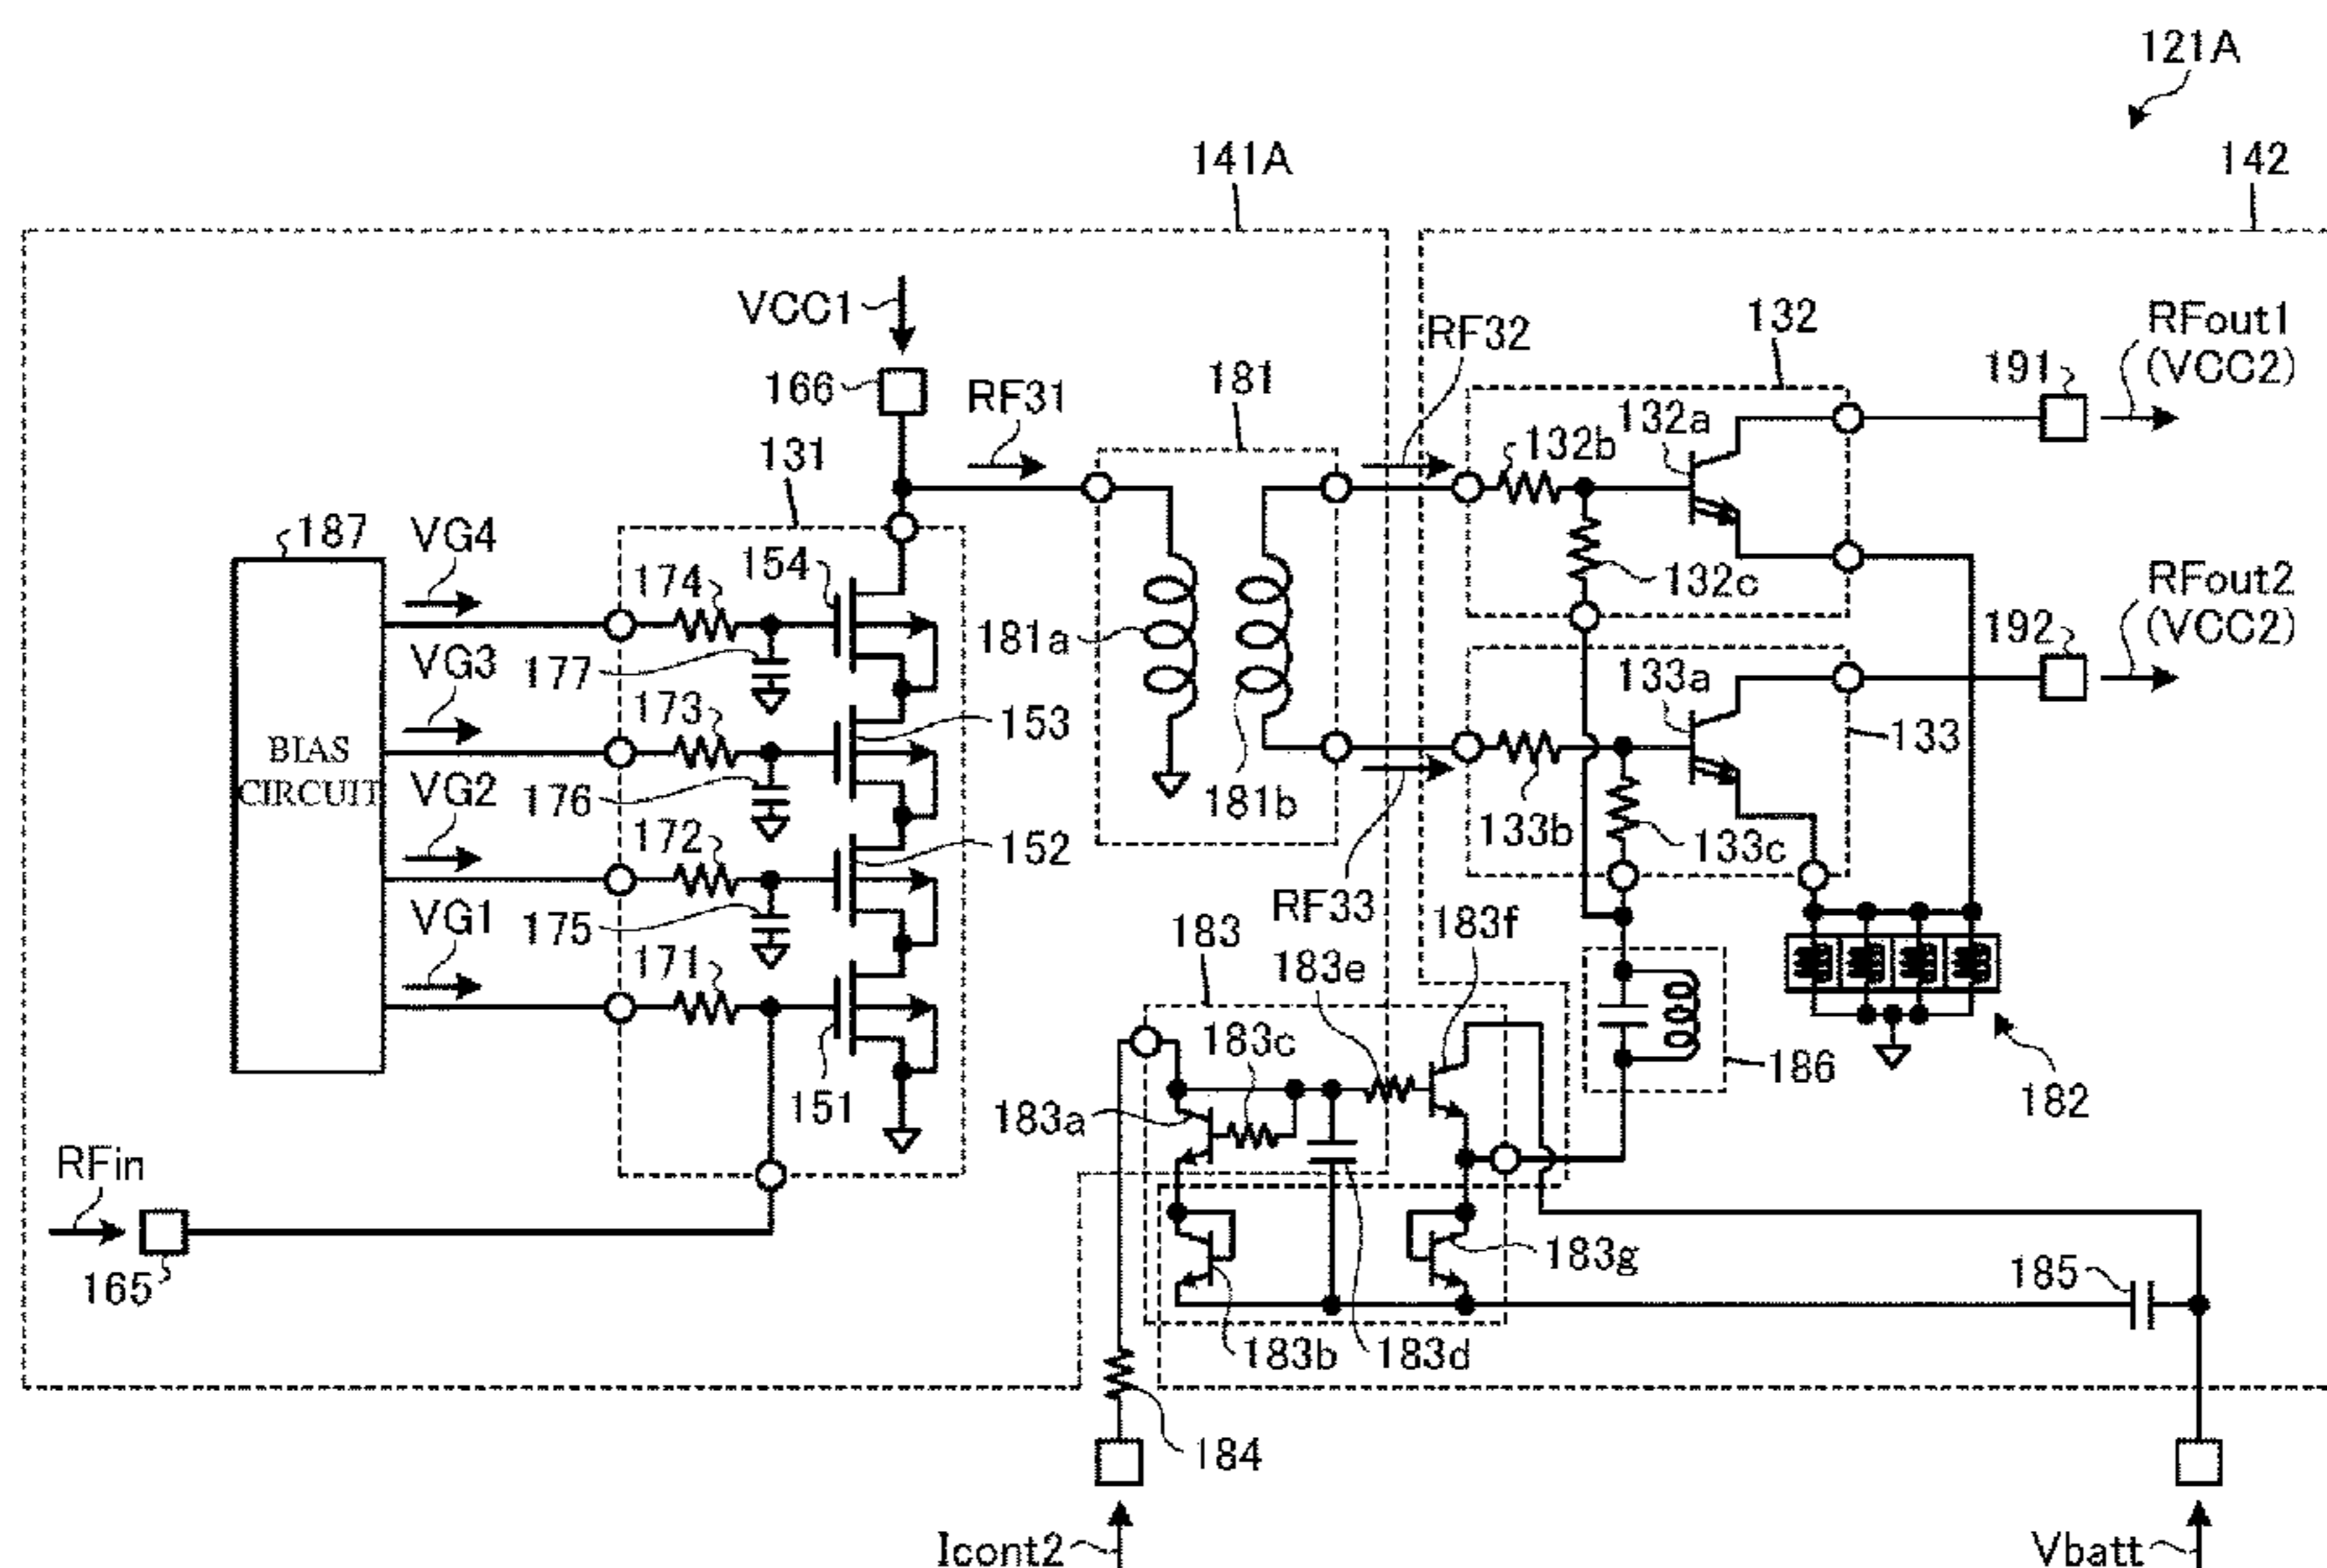 121A
141A
142
VCC1
RF32
132
RFout1
(VCC2)
166
RF31
181
191
132a
131
132b
187
VG4
154
174
132c
RFout2
(VCC2)
VG3
177
181a
192
133a
173
153
133
BIAS
CIRCUIT
VG2
176
181b
133b
172
152
133c
VG1
175
RF33
183f
183
171
183e
183c
186
182
151
183a
RFin
183g
165
185
183b
183d
184
Icont2
Vbatt